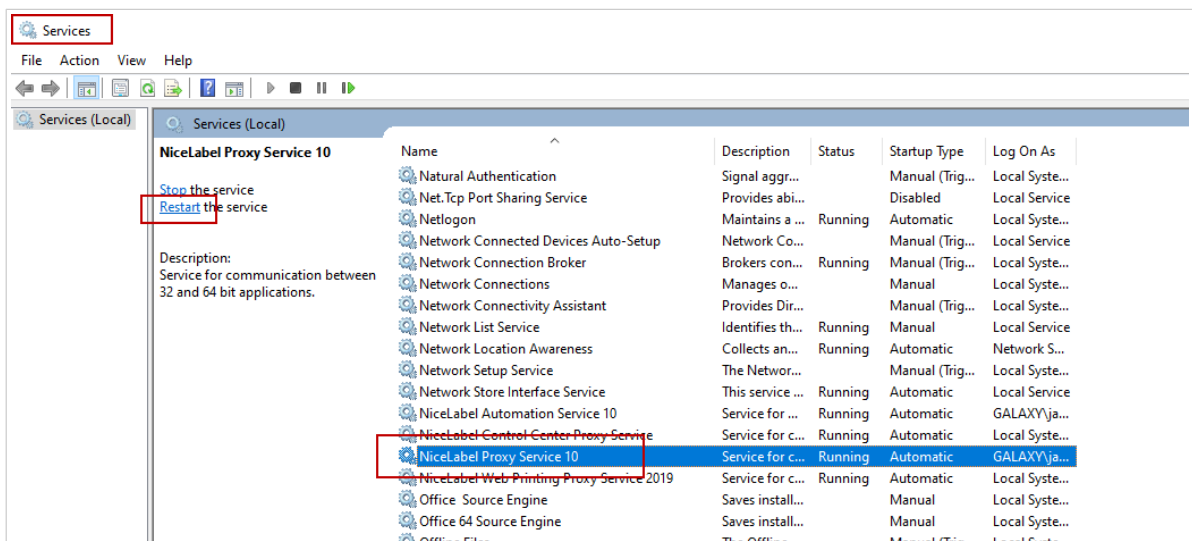 Services
File Action View Help
Services (Local)
Services (Local)
NiceLabel Proxy Service 10
Stop the service
Restart the service
Description:
Service for communication between
32 and 64 bit applications.
Name Description Status Startup Type Log On As
Natural Authentication Signal aggr... Manual (Trig... Local Syste...
Net.Tcp Port Sharing Service Provides abi... Disabled Local Service
Netlogon Maintains a ... Running Automatic Local Syste...
Network Connected Devices Auto-Setup Network Co... Manual (Trig... Local Service
Network Connection Broker Brokers con... Running Manual (Trig... Local Syste...
Network Connections Manages o... Manual Local Syste...
Network Connectivity Assistant Provides Dir... Manual (Trig... Local Syste...
Network List Service Identifies th... Running Manual Local Service
Network Location Awareness Collects an... Running Automatic Network S...
Network Setup Service The Networ... Manual (Trig... Local Syste...
Network Store Interface Service This service ... Running Automatic Local Service
NiceLabel Automation Service 10 Service for ... Running Automatic GALAXY\ja...
NiceLabel Control Center Proxy Service Service for c... Running Automatic Local Syste...
NiceLabel Proxy Service 10 Service for c... Running Automatic GALAXY\ja...
NiceLabel Web Printing Proxy Service 2019 Service for c... Running Automatic Local Syste...
Office  Source Engine Saves install... Manual Local Syste...
Office 64 Source Engine Saves install... Manual Local Syste...